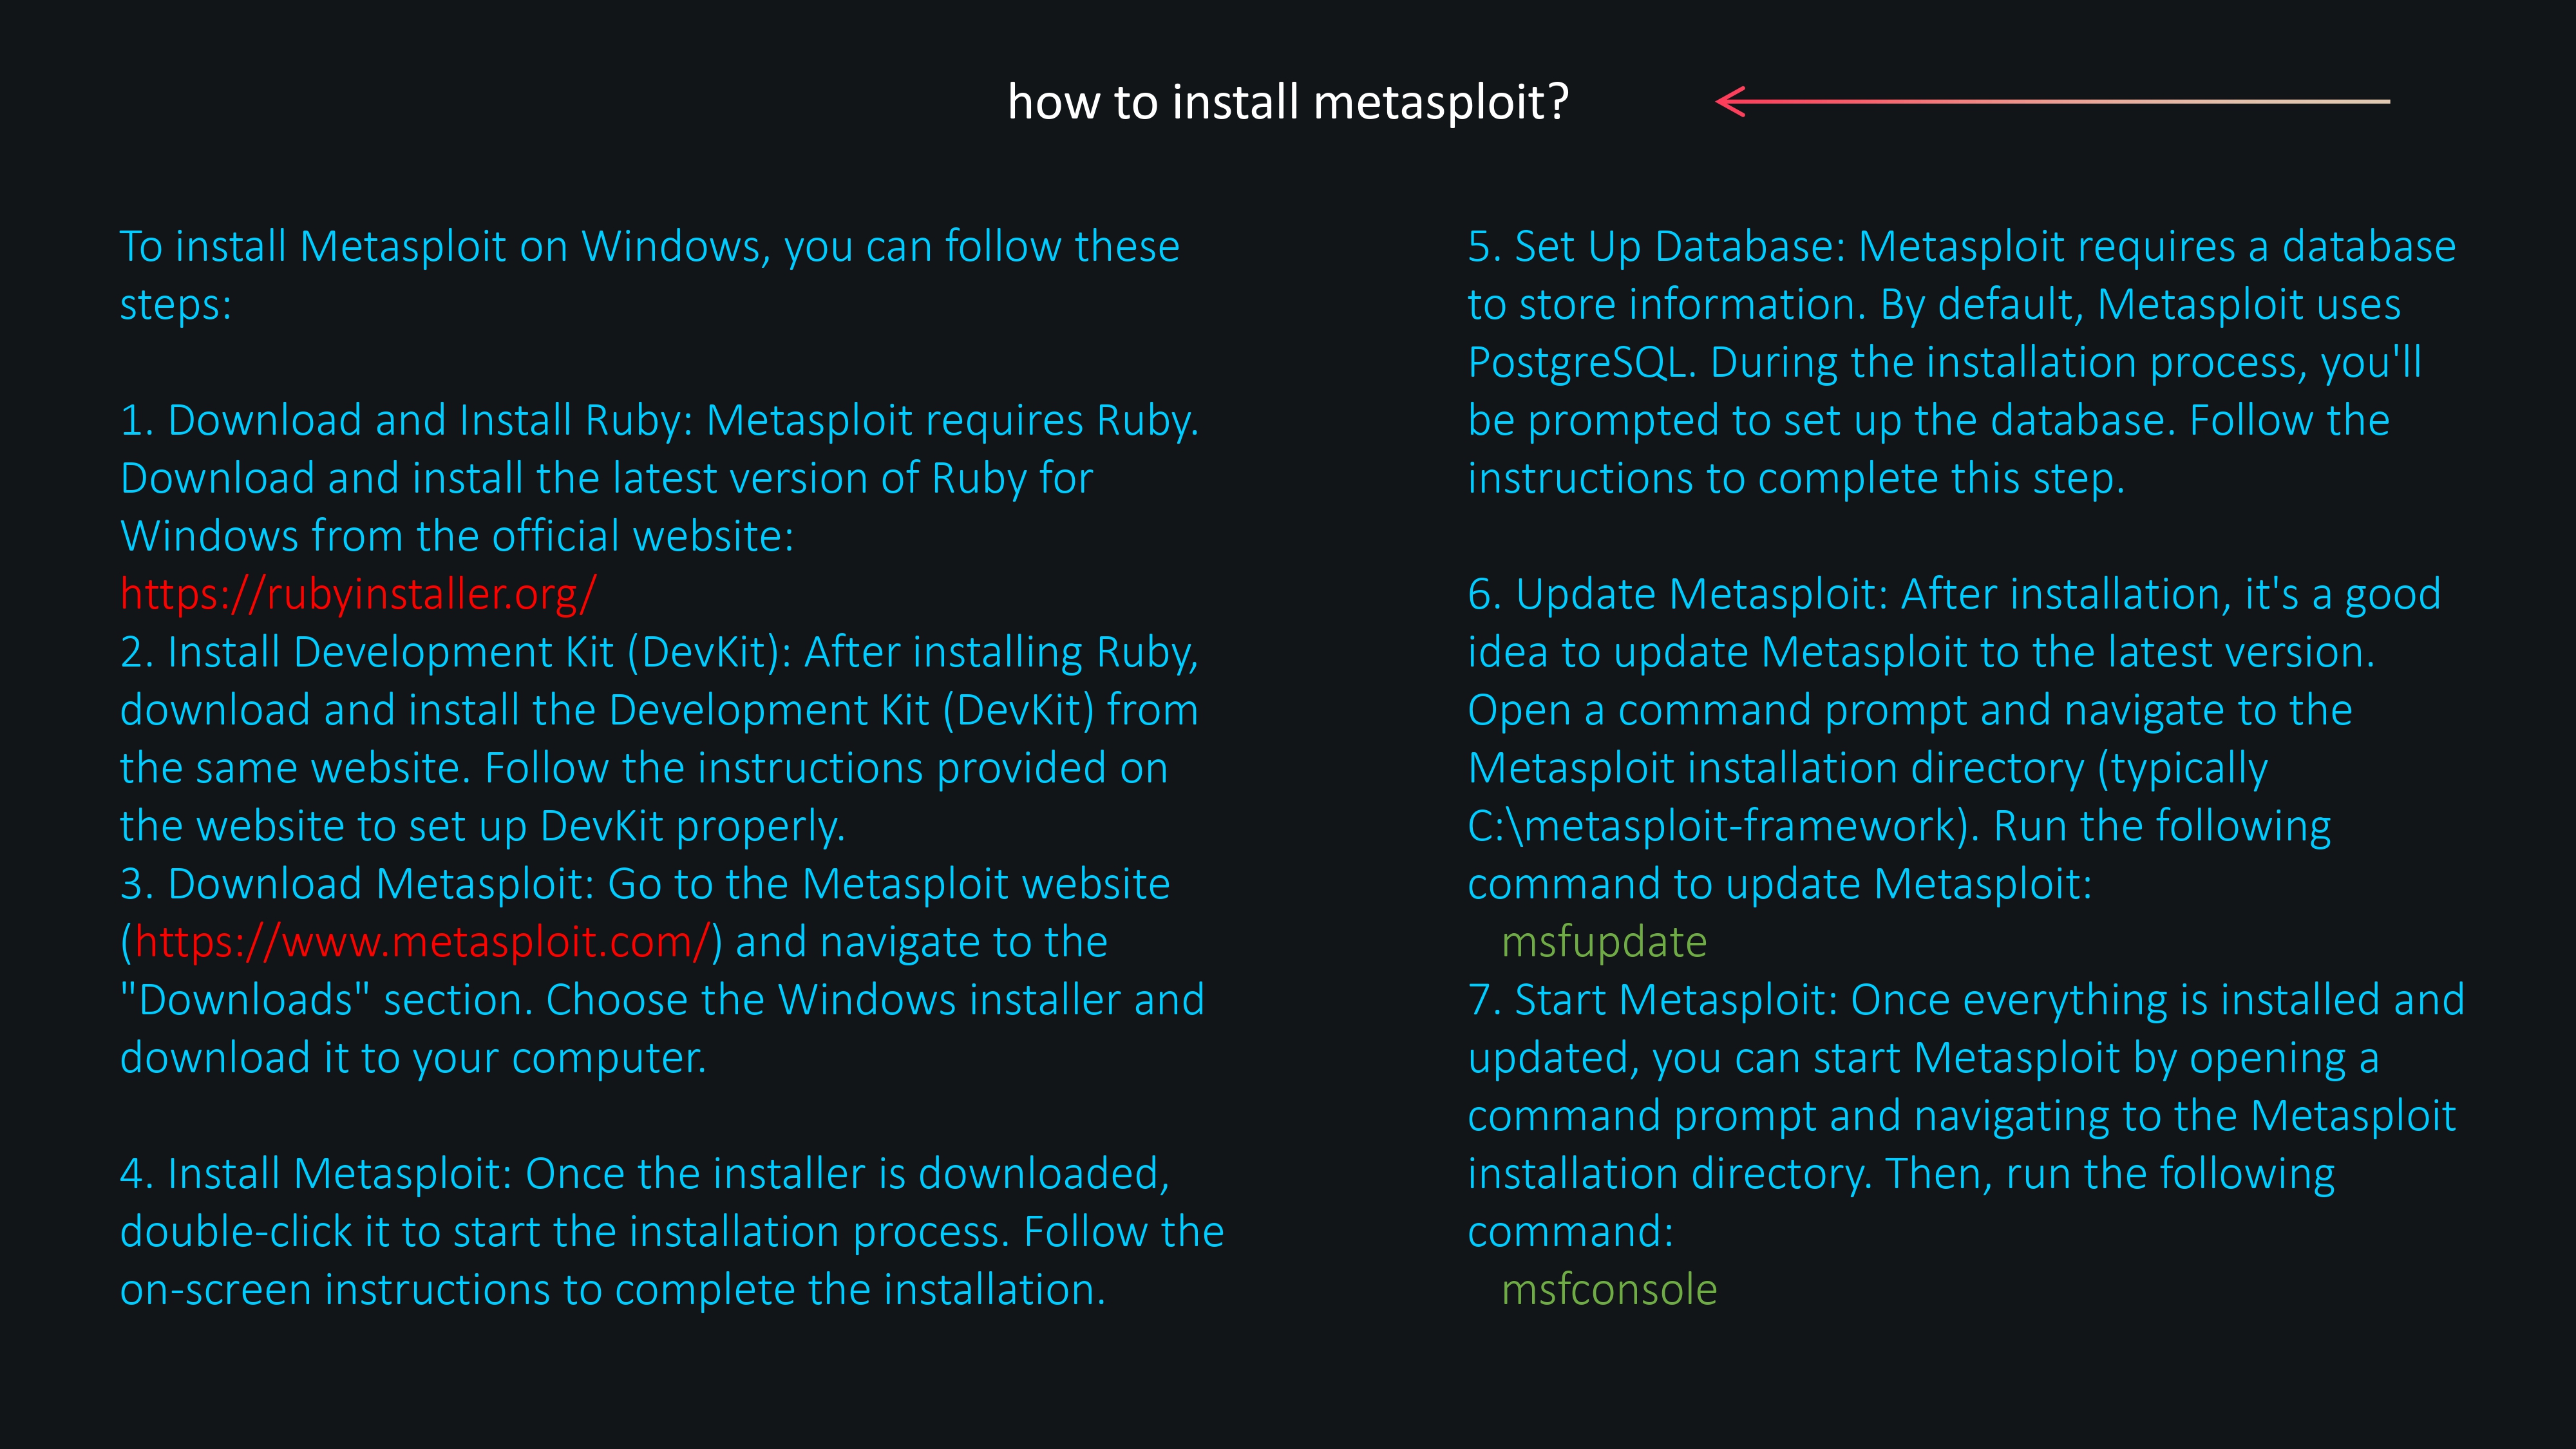 how to install metasploit?
To install Metasploit on Windows, you can follow these
steps:
1. Download and Install Ruby: Metasploit requires Ruby.
Download and install the latest version of Ruby for
Windows from the official website:
https://rubyinstaller.org/
2. Install Development Kit (DevKit): After installing Ruby,
download and install the Development Kit (DevKit) from
the same website. Follow the instructions provided on
the website to set up DevKit properly.
3. Download Metasploit: Go to the Metasploit website
(https://www.metasploit.com/) and navigate to the
"Downloads" section. Choose the Windows installer and
download it to your computer.
4. Install Metasploit: Once the installer is downloaded,
double-click it to start the installation process. Follow the
on-screen instructions to complete the installation.
5. Set Up Database: Metasploit requires a database
to store information. By default, Metasploit uses
PostgreSQL. During the installation process, you'll
be prompted to set up the database. Follow the
instructions to complete this step.
6. Update Metasploit: After installation, it's a good
idea to update Metasploit to the latest version.
Open a command prompt and navigate to the
Metasploit installation directory (typically
C:\metasploit-framework). Run the following
command to update Metasploit:
msfupdate
7. Start Metasploit: Once everything is installed and
updated, you can start Metasploit by opening a
command prompt and navigating to the Metasploit
installation directory. Then, run the following
command:
msfconsole